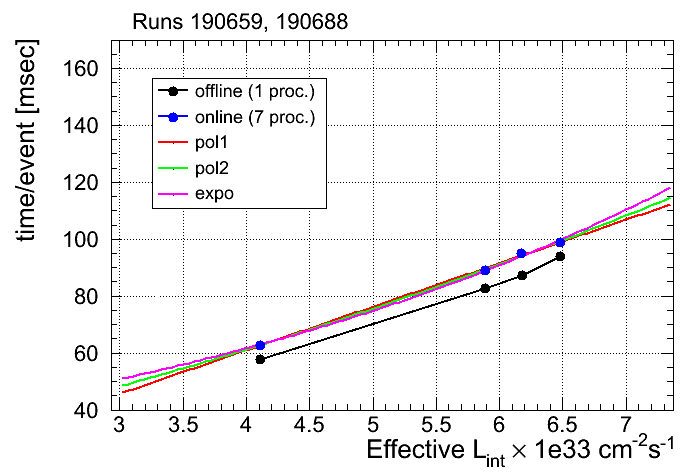 Runs 190659, 190688
time/event [msec]
160
140
120
100
80
60
40
offline (1 proc.)
online (7 proc.)
pol1
pol2
expo
3 3.5 4 4.5 5 5.5 6 6.5 7
Effective L_int × 1e33 cm⁻²s⁻¹